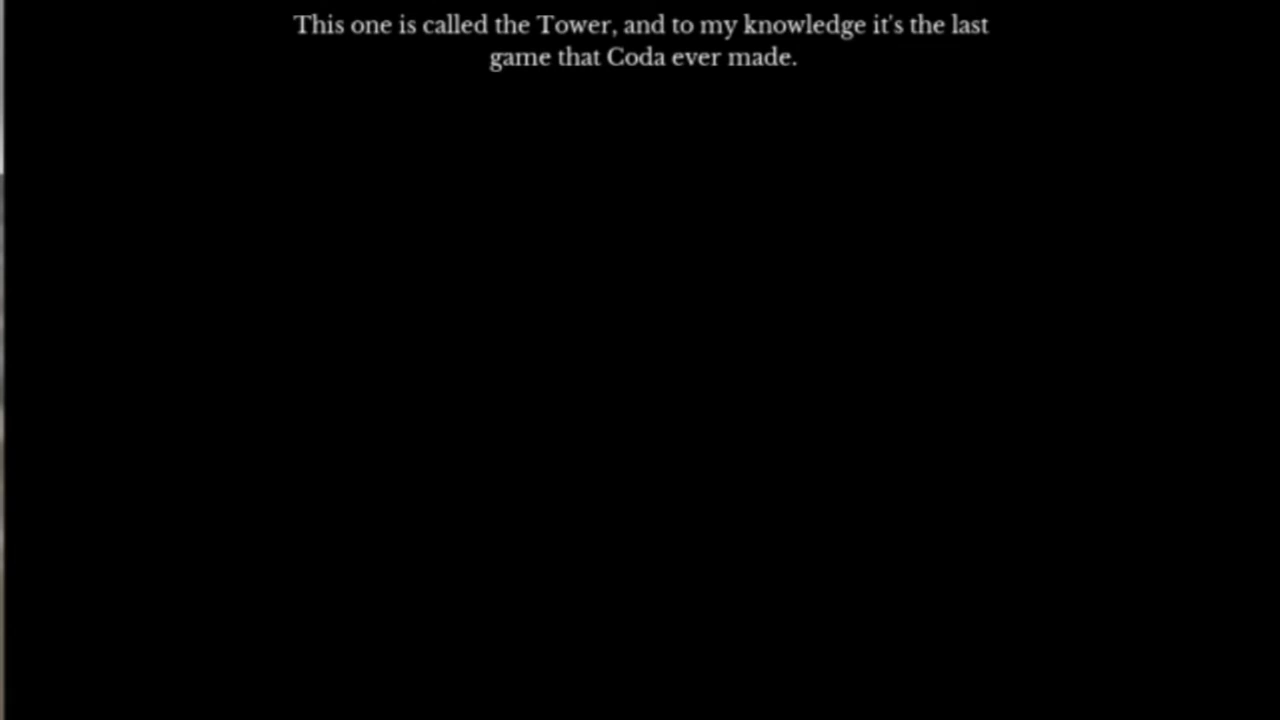 This one is called the Tower, and to my knowledge it's the last
game that Coda ever made.